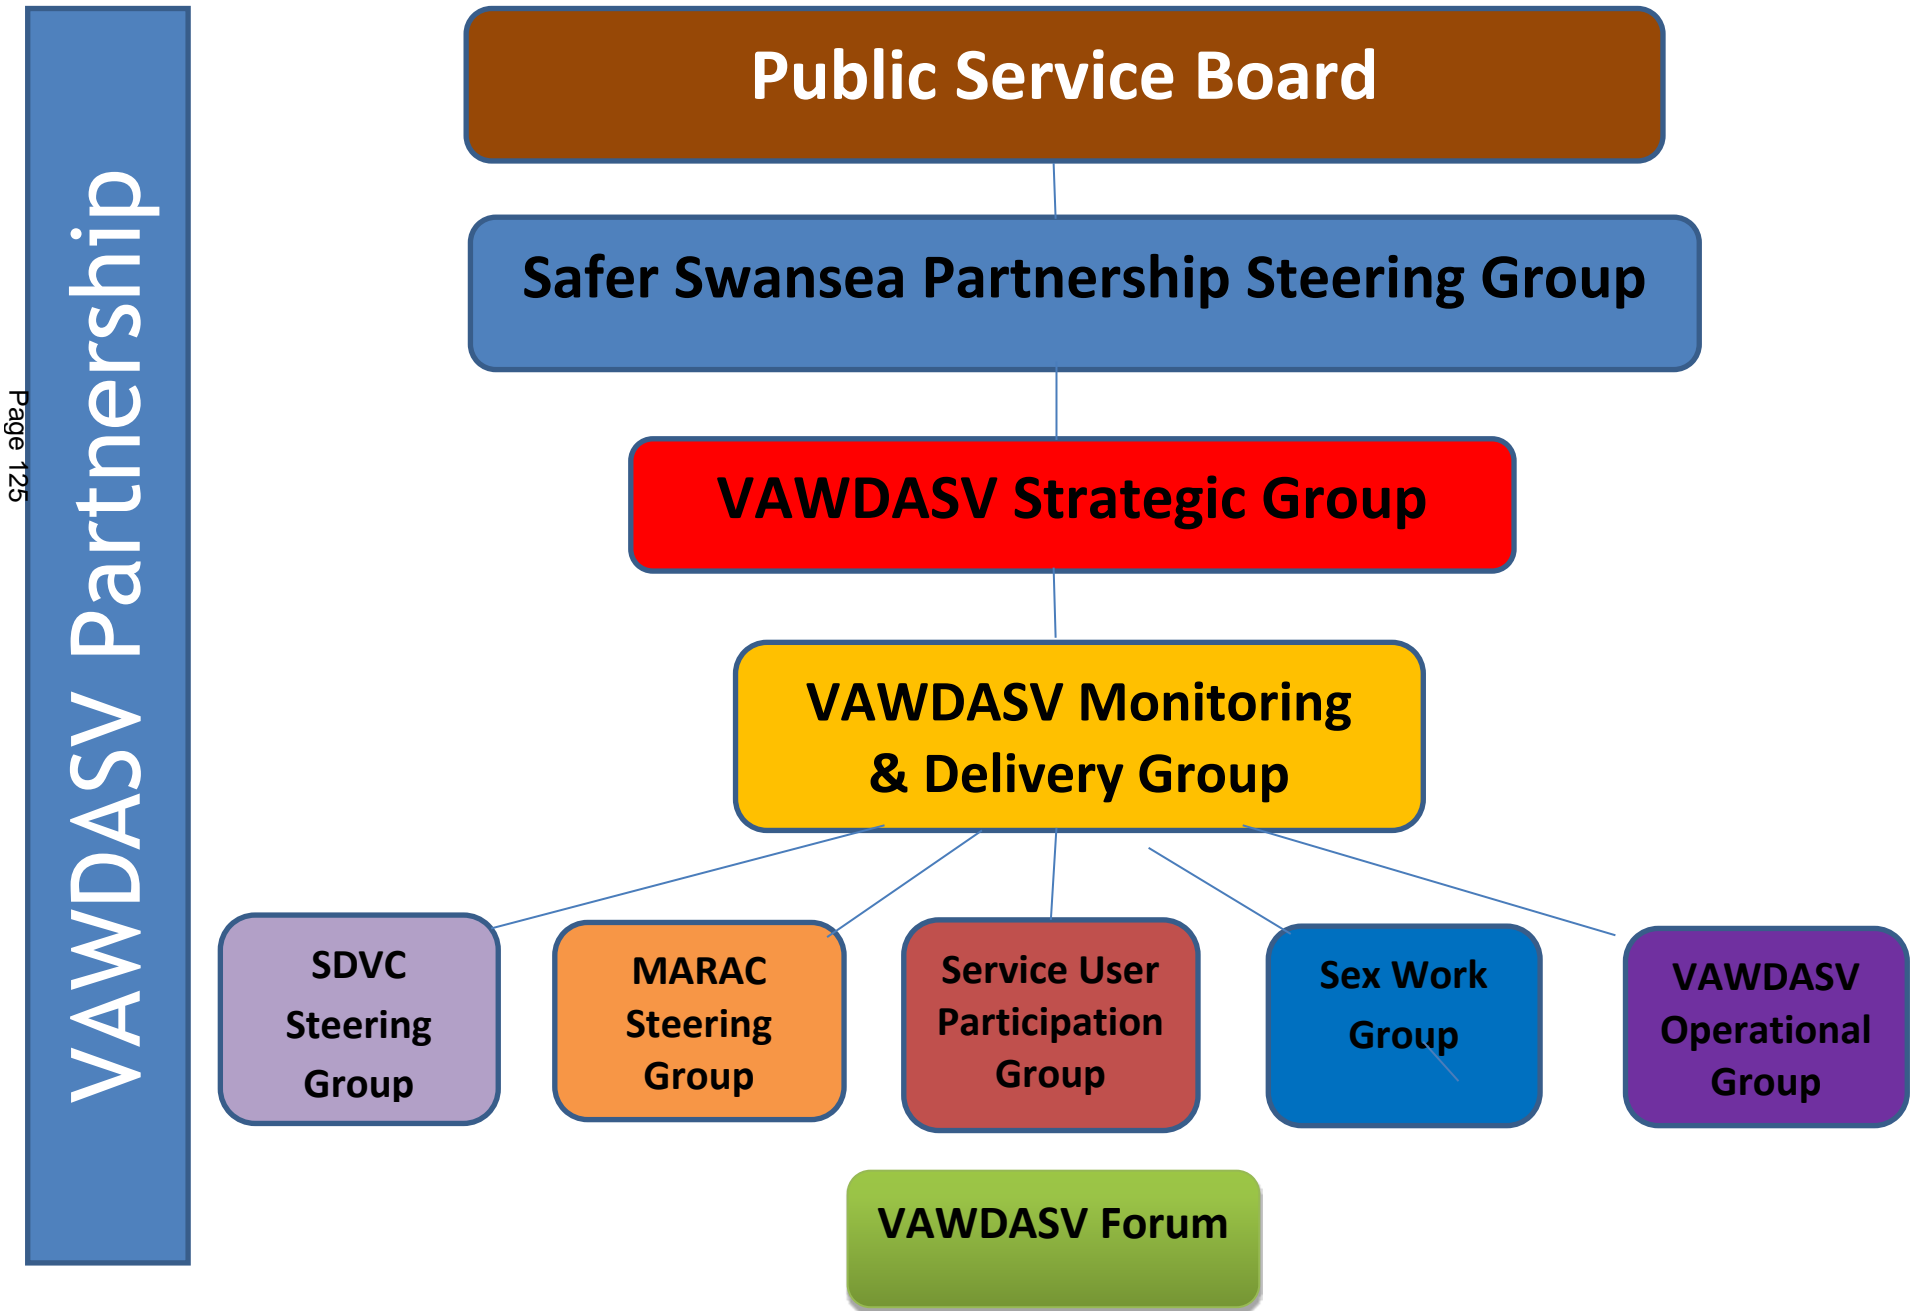 Page 125
VAWDASV Partnership
Public Service Board
Safer Swansea Partnership Steering Group
VAWDASV Strategic Group
VAWDASV Monitoring
& Delivery Group
SDVC
Steering
Group
MARAC
Steering
Group
Service User
Participation
Group
Sex Work
Group
VAWDASV
Operational
Group
VAWDASV Forum